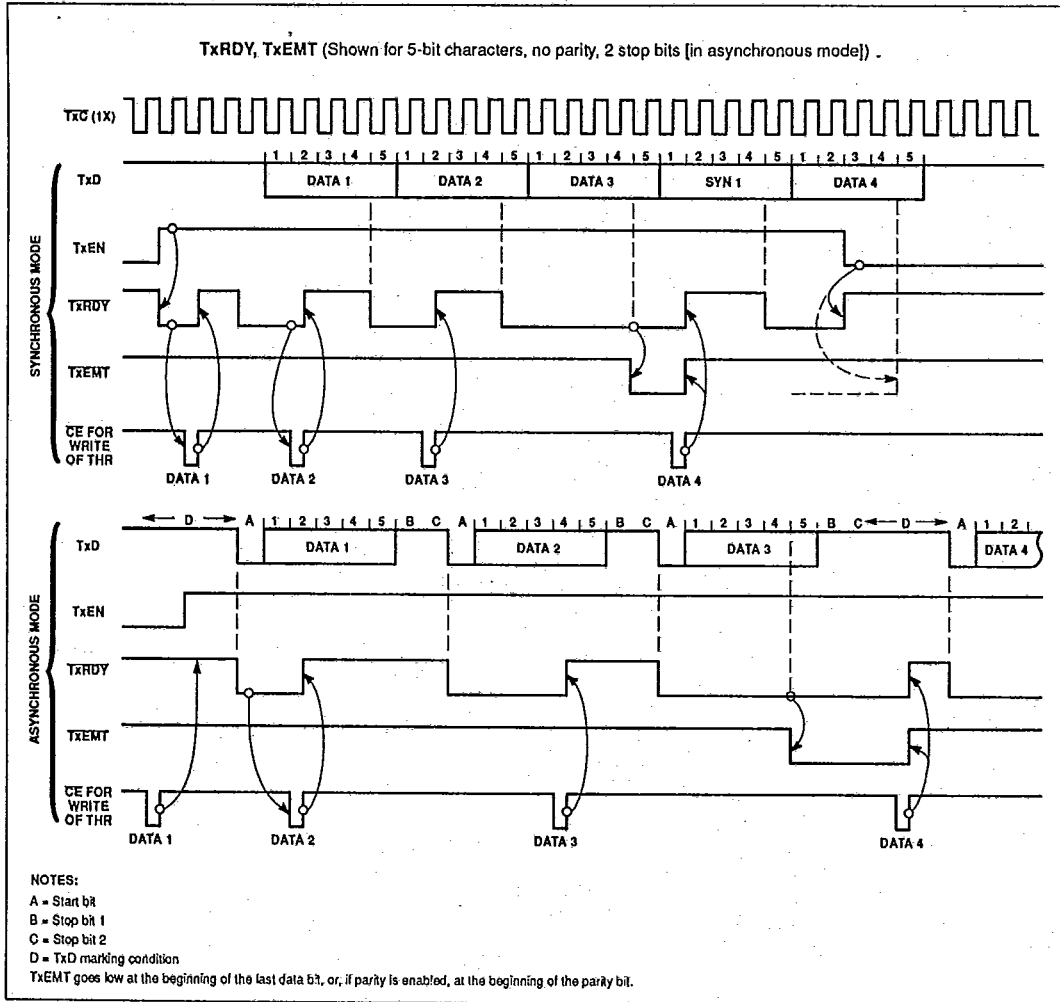 TxRDY, TxEMT (Shown for 5-bit characters, no parity, 2 stop bits [in asynchronous mode])
TxC (1X)
1 2 3 4 5 1 2 3 4 5 1 2 3 4 5 1 2 3 4 5 1 2 3 4 5
TxD DATA 1 DATA 2 DATA 3 SYN 1 DATA 4
TxEN
SYNCHRONOUS MODE
TxRDY
TxEMT
CE FOR
WRITE
OF THR
DATA 1 DATA 2 DATA 3 DATA 4
D A 1 2 3 4 5 B C A 1 2 3 4 5 B C A 1 2 3 4 5 B C D A 1 2
TxD DATA 1 DATA 2 DATA 3 DATA 4
TxEN
ASYNCHRONOUS MODE
TxRDY
TxEMT
CE FOR
WRITE
OF THR
DATA 1 DATA 2 DATA 3 DATA 4
NOTES:
A = Start bit
B = Stop bit 1
C = Stop bit 2
D = TxD marking condition
TxEMT goes low at the beginning of the last data bit, or, if parity is enabled, at the beginning of the parity bit.